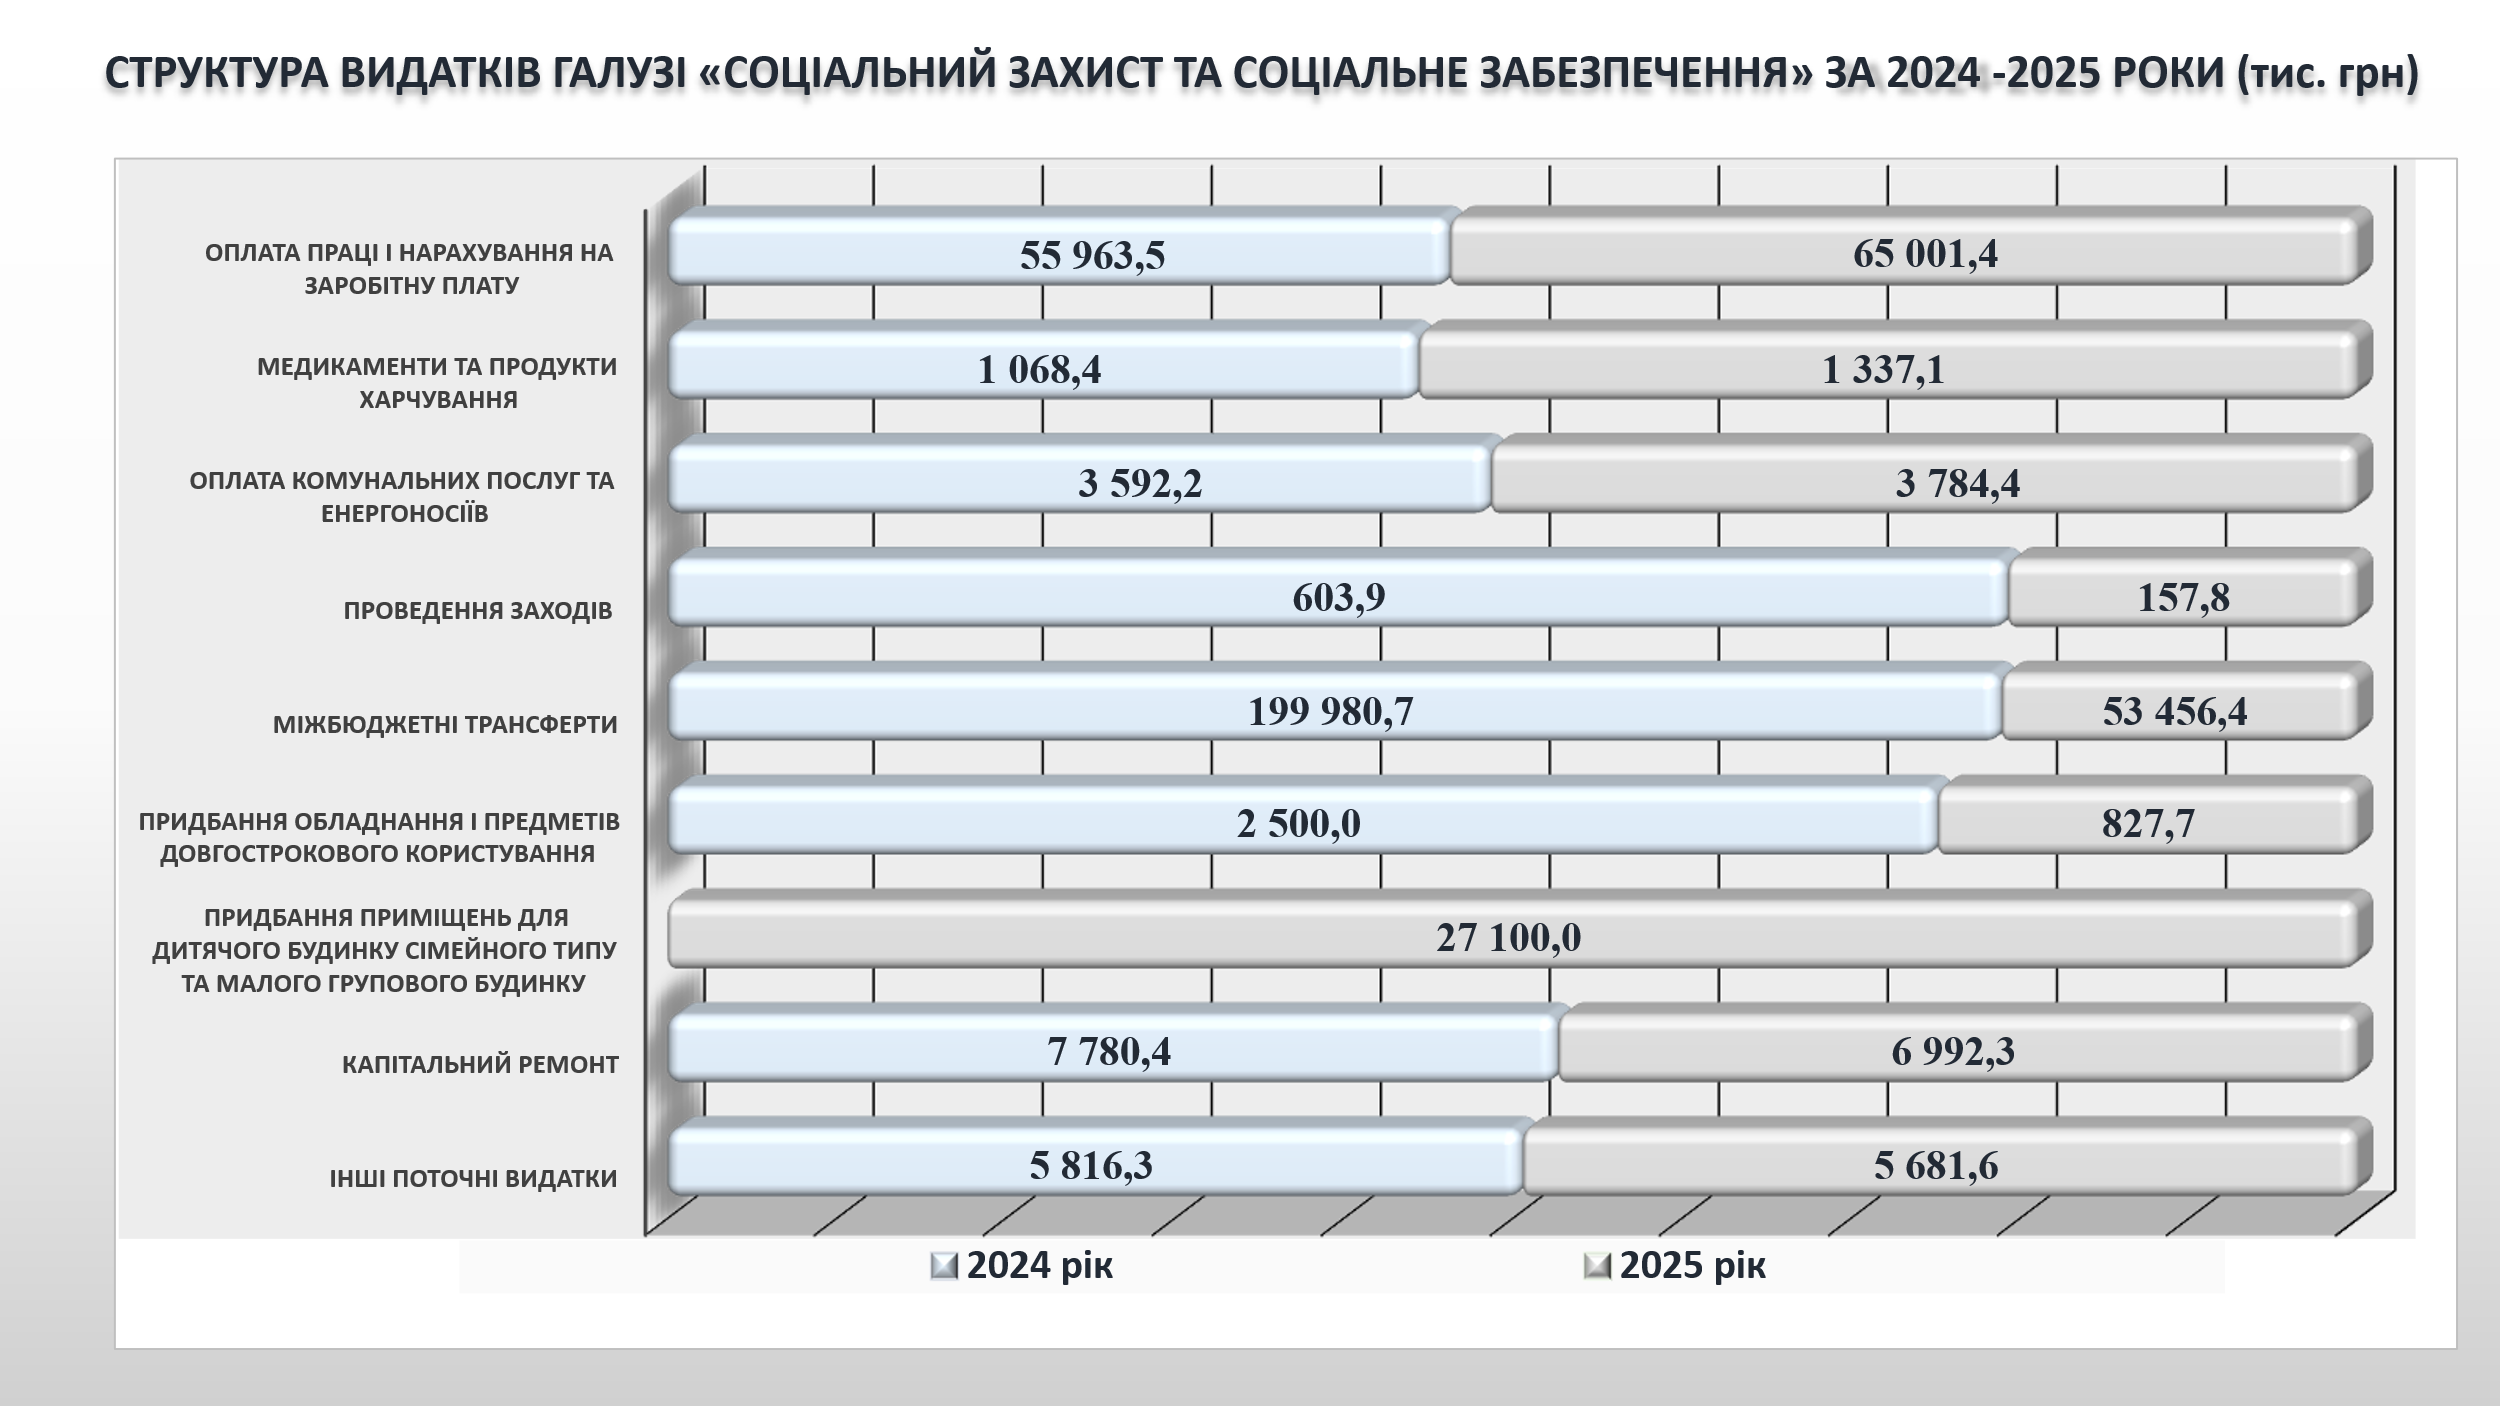 СТРУКТУРА ВИДАТКІВ ГАЛУЗІ «СОЦІАЛЬНИЙ ЗАХИСТ ТА СОЦІАЛЬНЕ ЗАБЕЗПЕЧЕННЯ» ЗА 2024 -2025 РОКИ (тис. грн)
ОПЛАТА ПРАЦІ І НАРАХУВАННЯ НА
ЗАРОБІТНУ ПЛАТУ
55 963,5
65 001,4
МЕДИКАМЕНТИ ТА ПРОДУКТИ
ХАРЧУВАННЯ
1 068,4
1 337,1
ОПЛАТА КОМУНАЛЬНИХ ПОСЛУГ ТА
ЕНЕРГОНОСІЇВ
3 592,2
3 784,4
ПРОВЕДЕННЯ ЗАХОДІВ
603,9
157,8
МІЖБЮДЖЕТНІ ТРАНСФЕРТИ
199 980,7
53 456,4
ПРИДБАННЯ ОБЛАДНАННЯ І ПРЕДМЕТІВ
ДОВГОСТРОКОВОГО КОРИСТУВАННЯ
2 500,0
827,7
ПРИДБАННЯ ПРИМІЩЕНЬ ДЛЯ
ДИТЯЧОГО БУДИНКУ СІМЕЙНОГО ТИПУ
ТА МАЛОГО ГРУПОВОГО БУДИНКУ
27 100,0
КАПІТАЛЬНИЙ РЕМОНТ
7 780,4
6 992,3
ІНШІ ПОТОЧНІ ВИДАТКИ
5 816,3
5 681,6
2024 рік
2025 рік